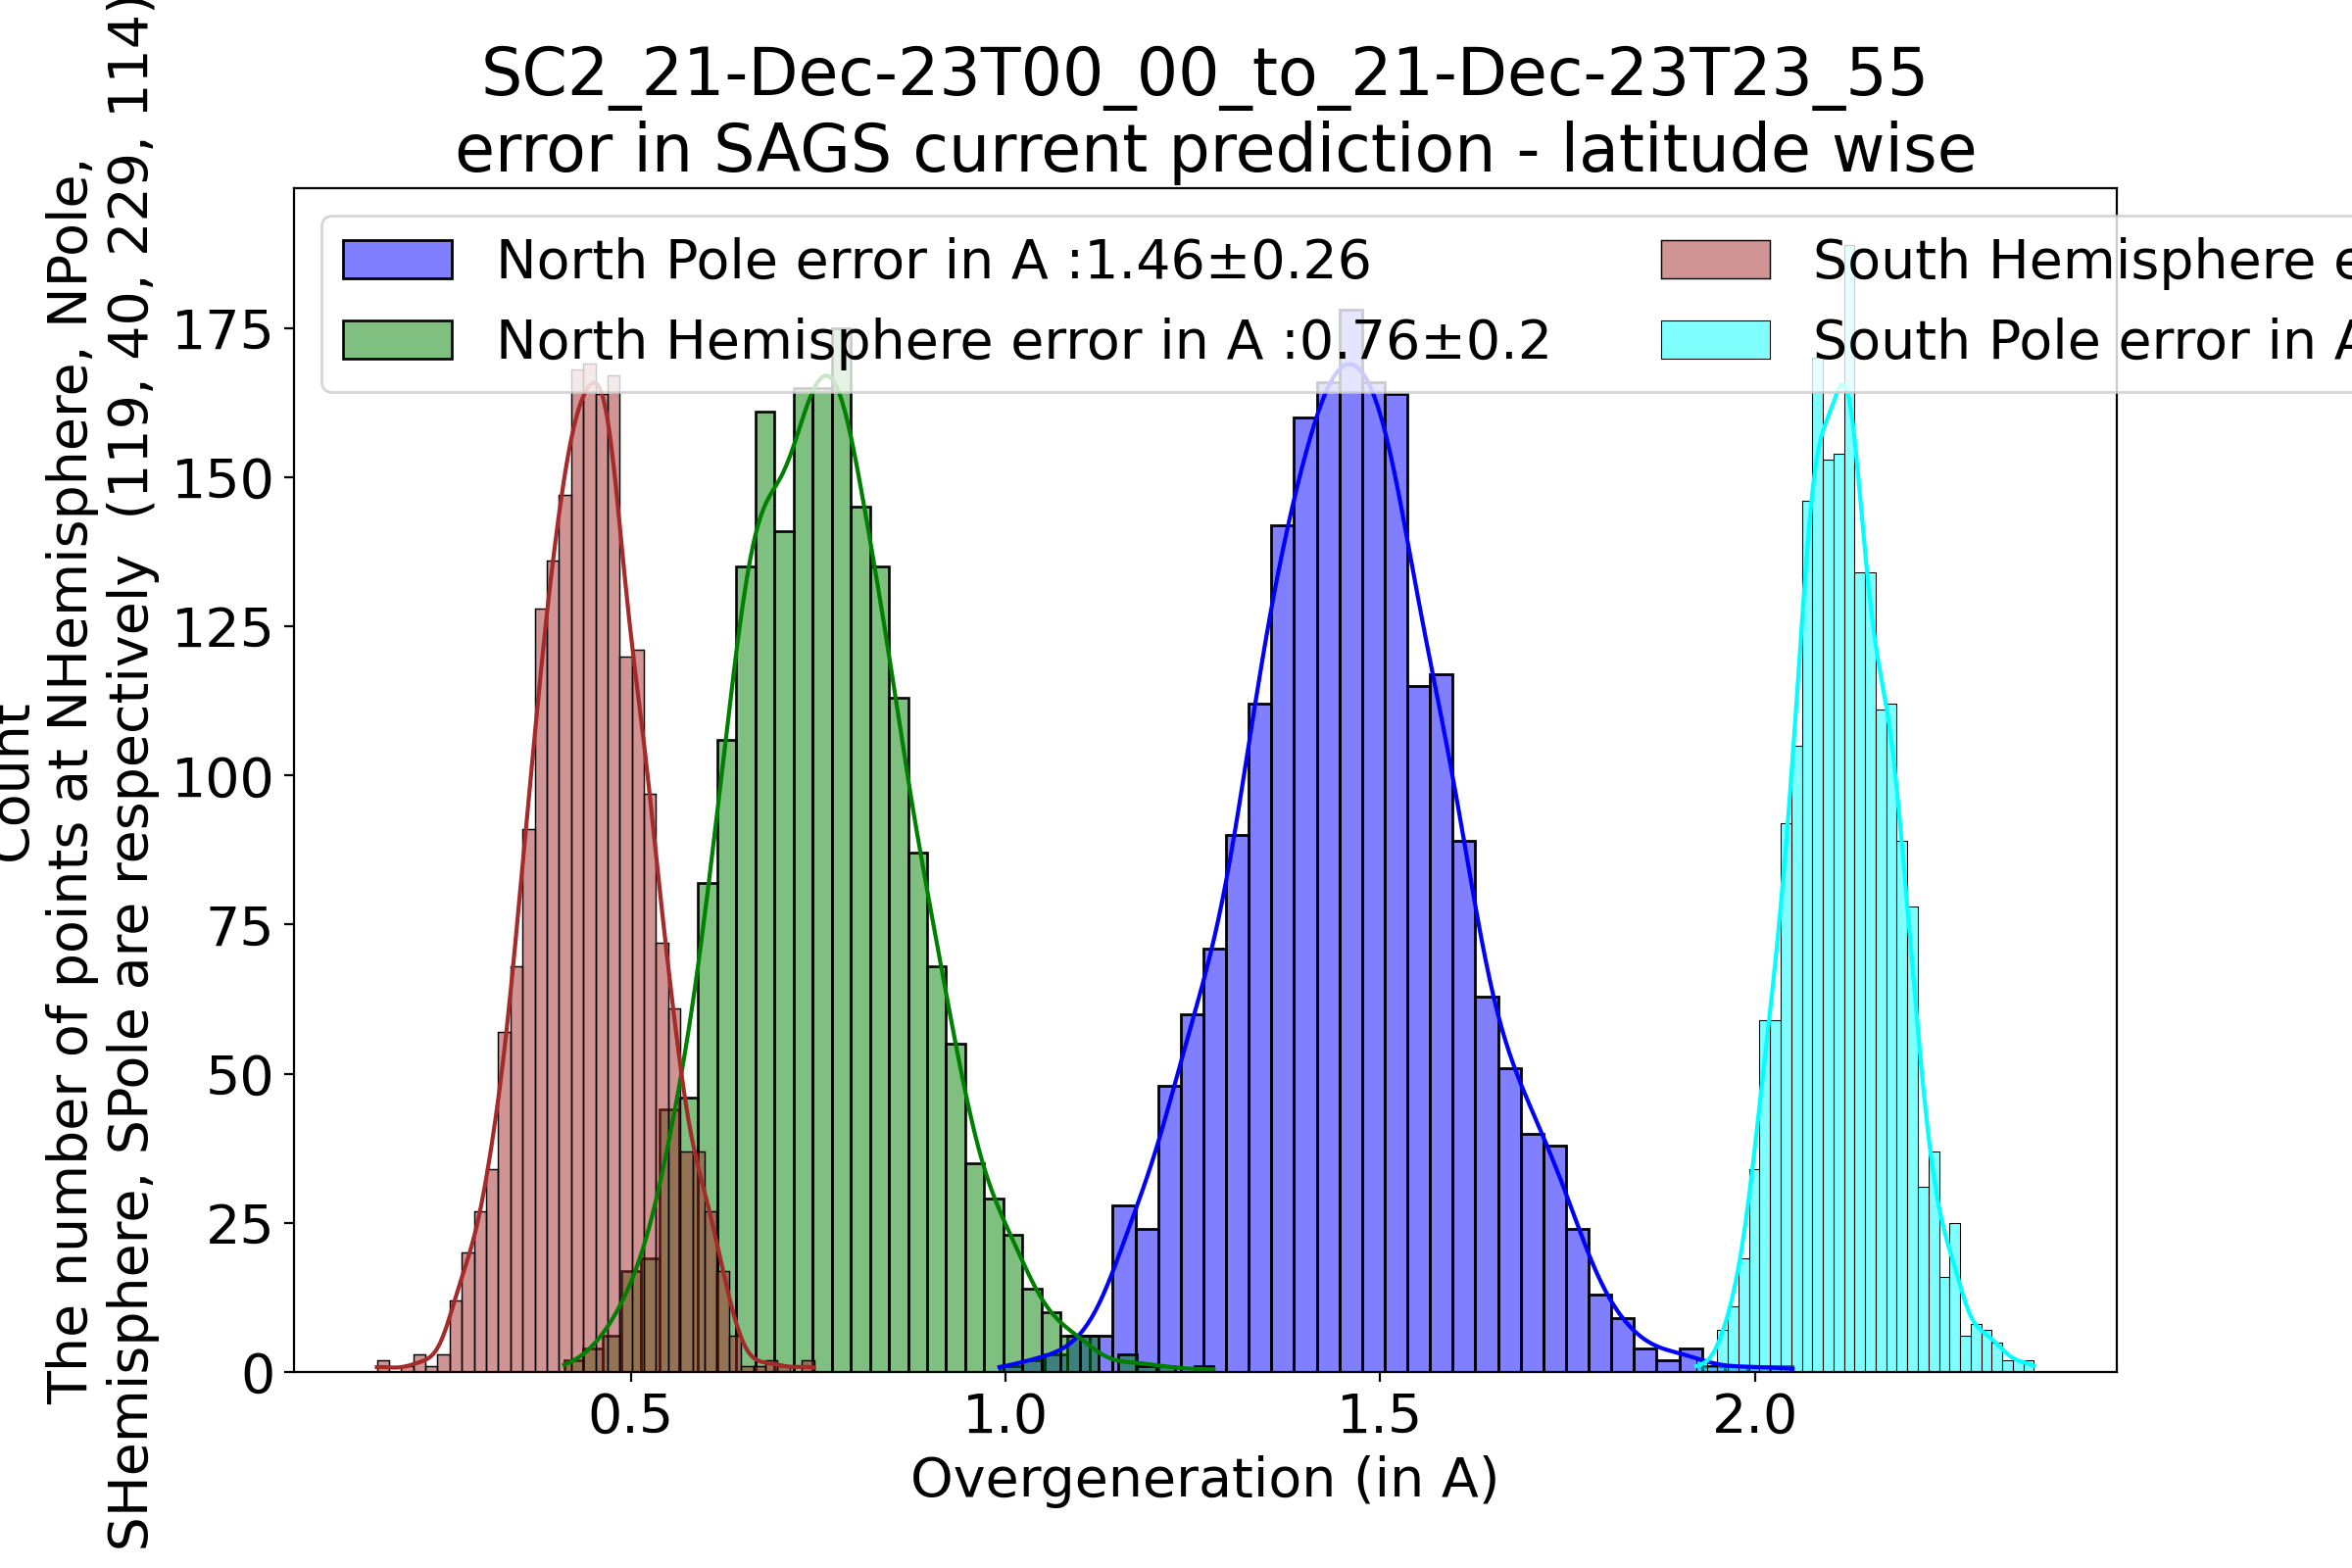 SC2_21-Dec-23T00_00_to_21-Dec-23T23_55
error in SAGS current prediction - latitude wise
North Pole error in A :1.46±0.26
North Hemisphere error in A :0.76±0.2
South Hemisphere
South Pole error in A
Count
The number of points at NHemisphere, NPole,
SHemisphere, SPole are respectively (119, 40, 229, 114)
175
150
125
100
75
50
25
0
0.5 1.0 1.5 2.0
Overgeneration (in A)